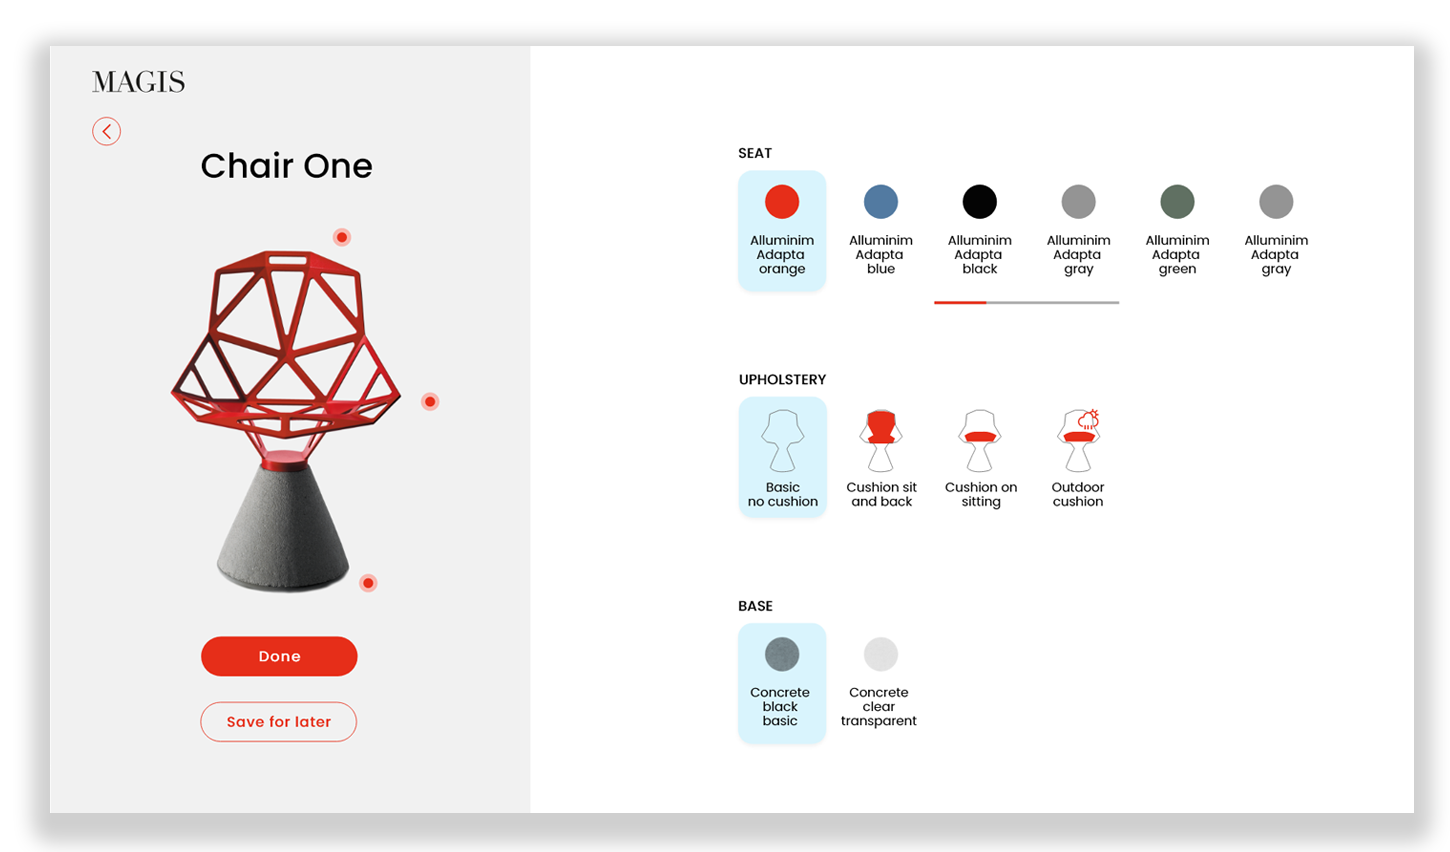 MAGIS
Chair One
Done
Save for later
SEAT
Alluminim
Adapta
orange
Alluminim
Adapta
blue
Alluminim
Adapta
black
Alluminim
Adapta
gray
Alluminim
Adapta
green
Alluminim
Adapta
gray
UPHOLSTERY
Basic
no cushion
Cushion sit
and back
Cushion on
sitting
Outdoor
cushion
BASE
Concrete
black
basic
Concrete
clear
transparent